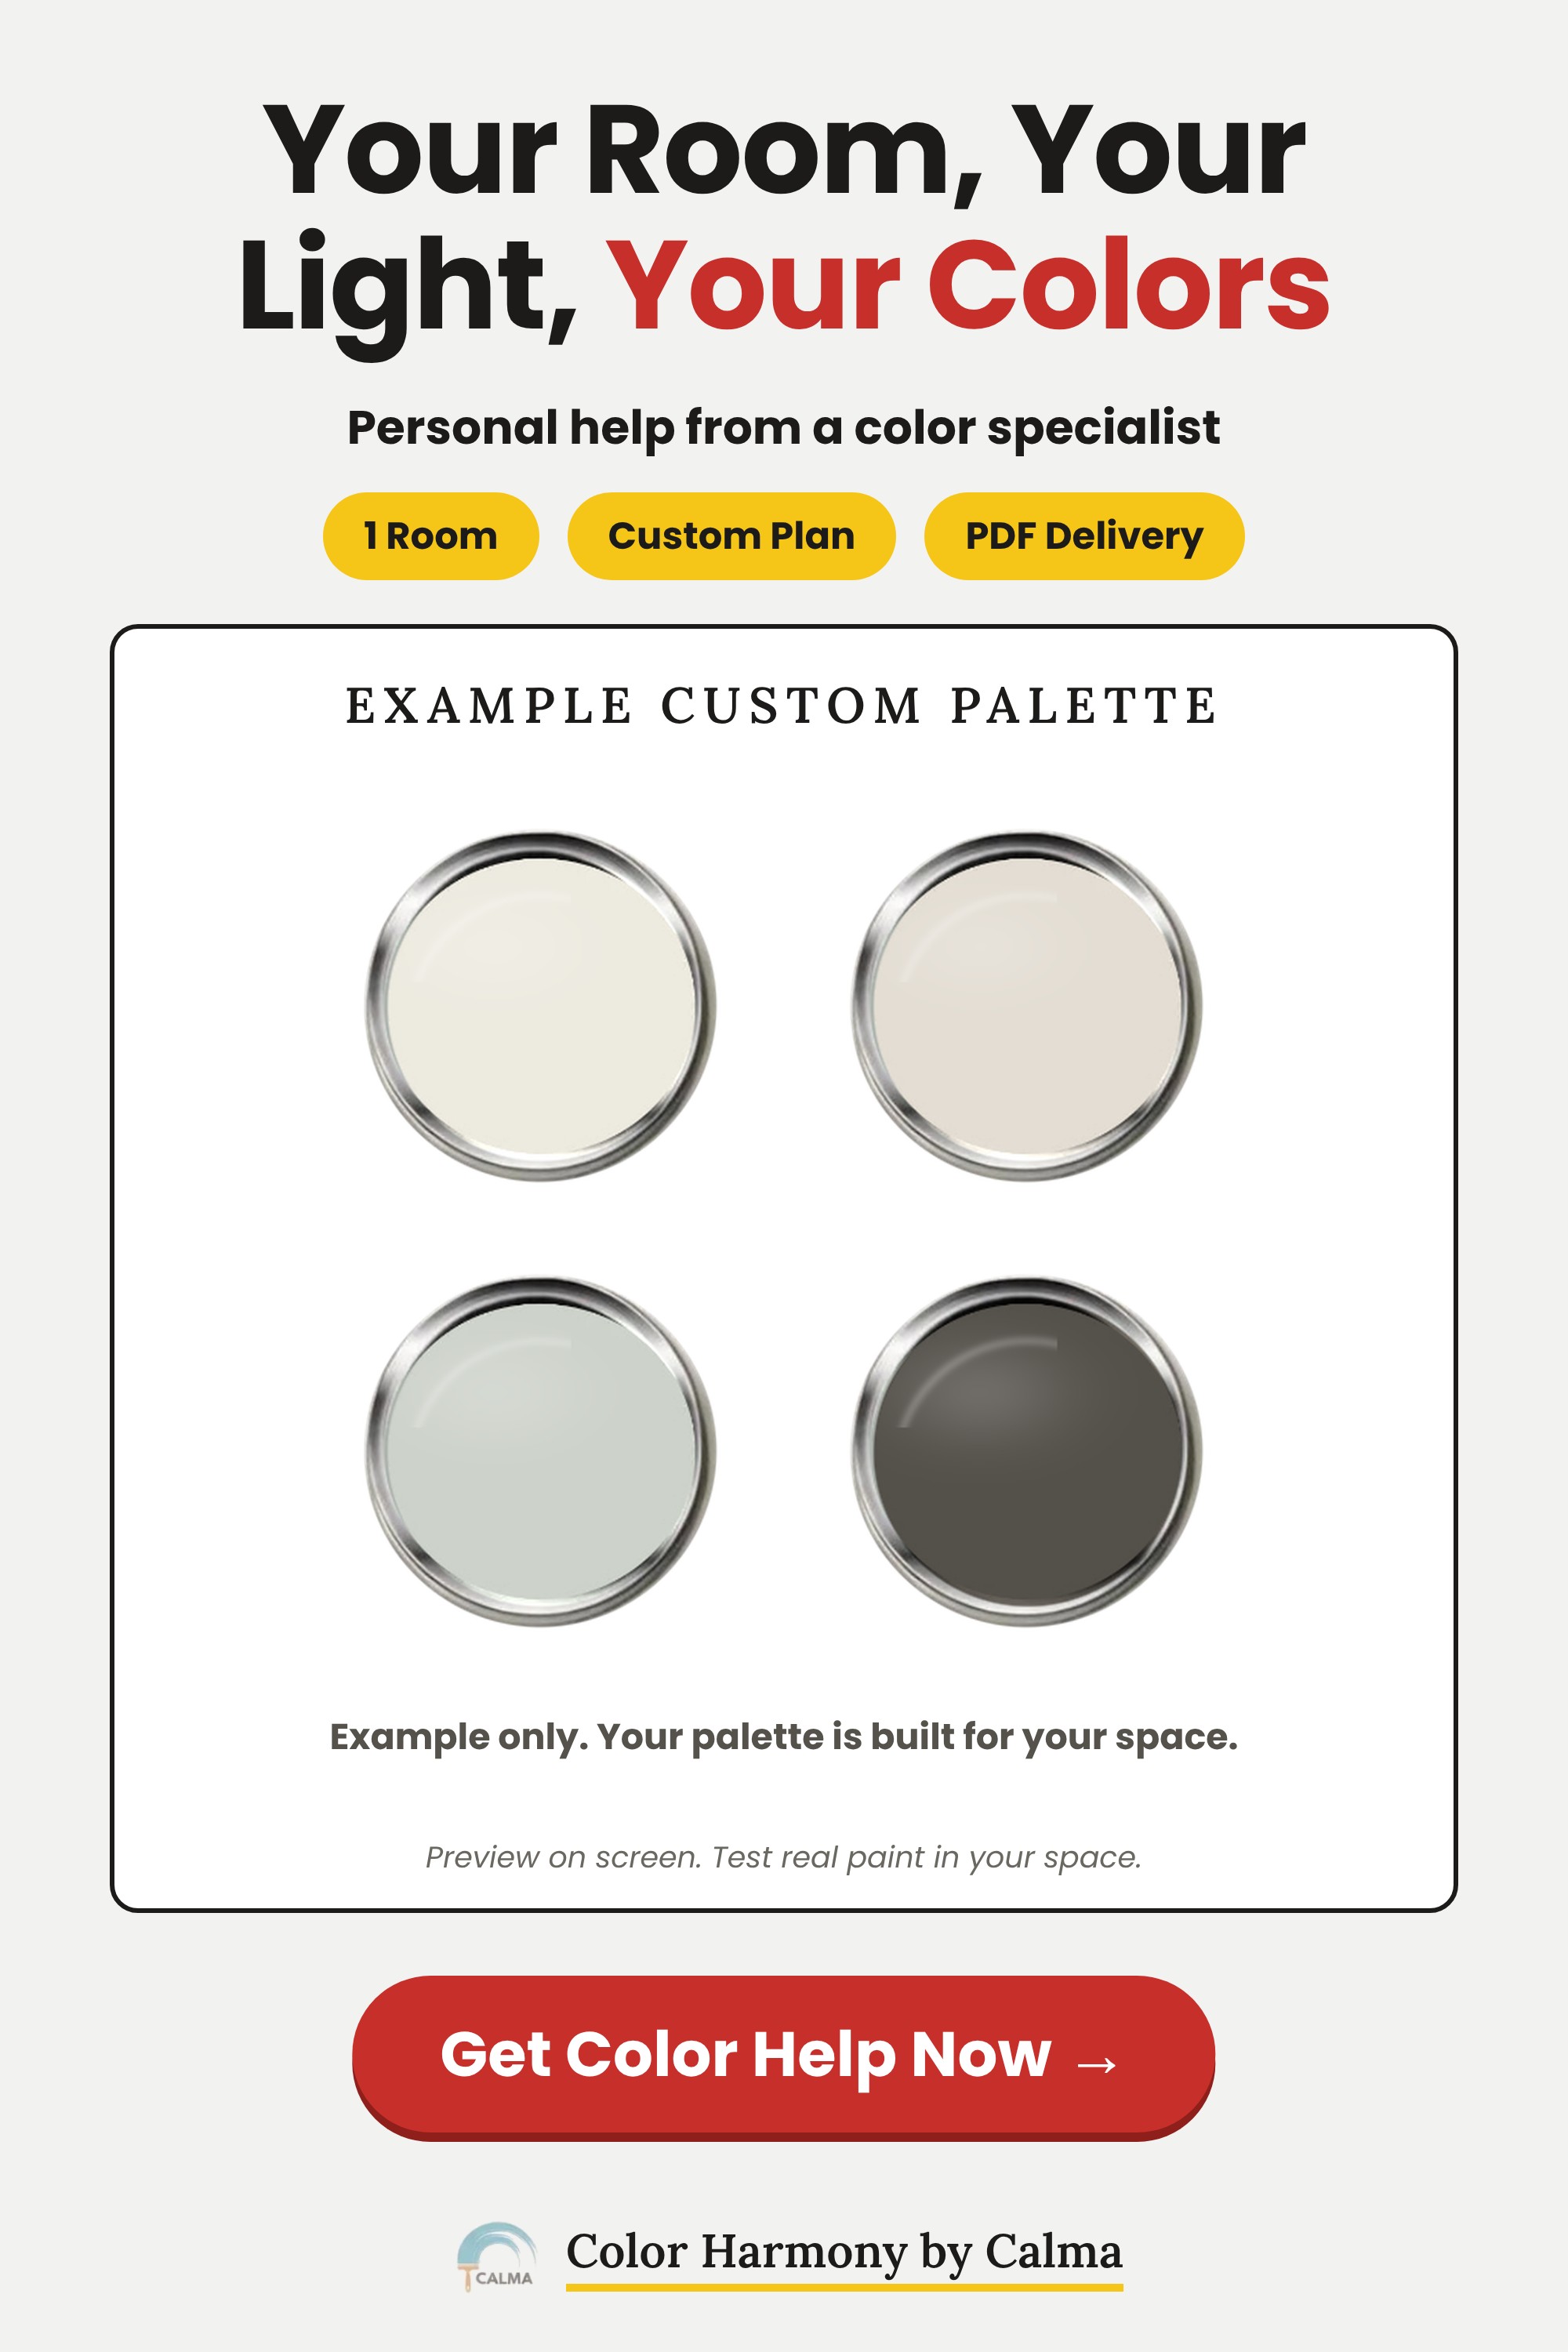 Your Room, Your
Light, Your Colors
Personal help from a color specialist
1 Room
Custom Plan
PDF Delivery
EXAMPLE CUSTOM PALETTE
Example only. Your palette is built for your space.
Preview on screen. Test real paint in your space.
Get Color Help Now →
CALMA
Color Harmony by Calma